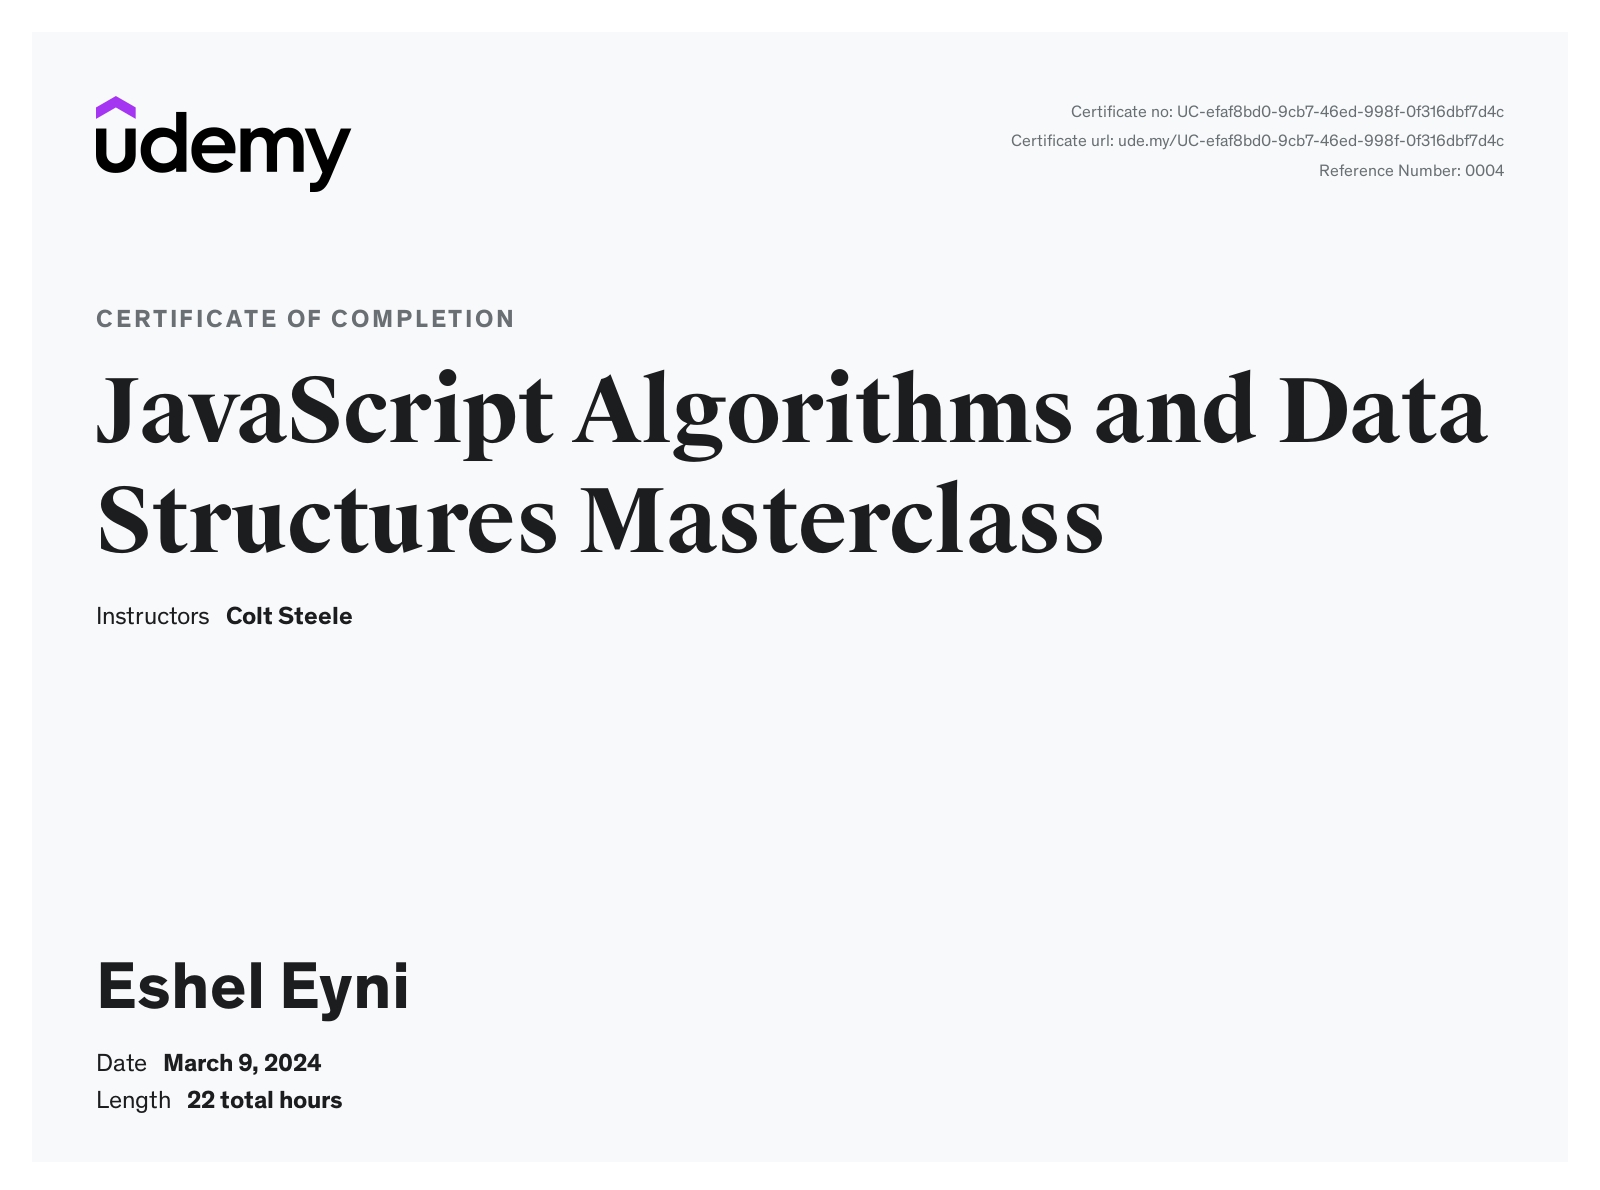 udemy
Certificate no: UC-efaf8bd0-9cb7-46ed-998f-0f316dbf7d4c
Certificate url: ude.my/UC-efaf8bd0-9cb7-46ed-998f-0f316dbf7d4c
Reference Number: 0004
CERTIFICATE OF COMPLETION
JavaScript Algorithms and Data
Structures Masterclass
Instructors Colt Steele
Eshel Eyni
Date March 9, 2024
Length 22 total hours